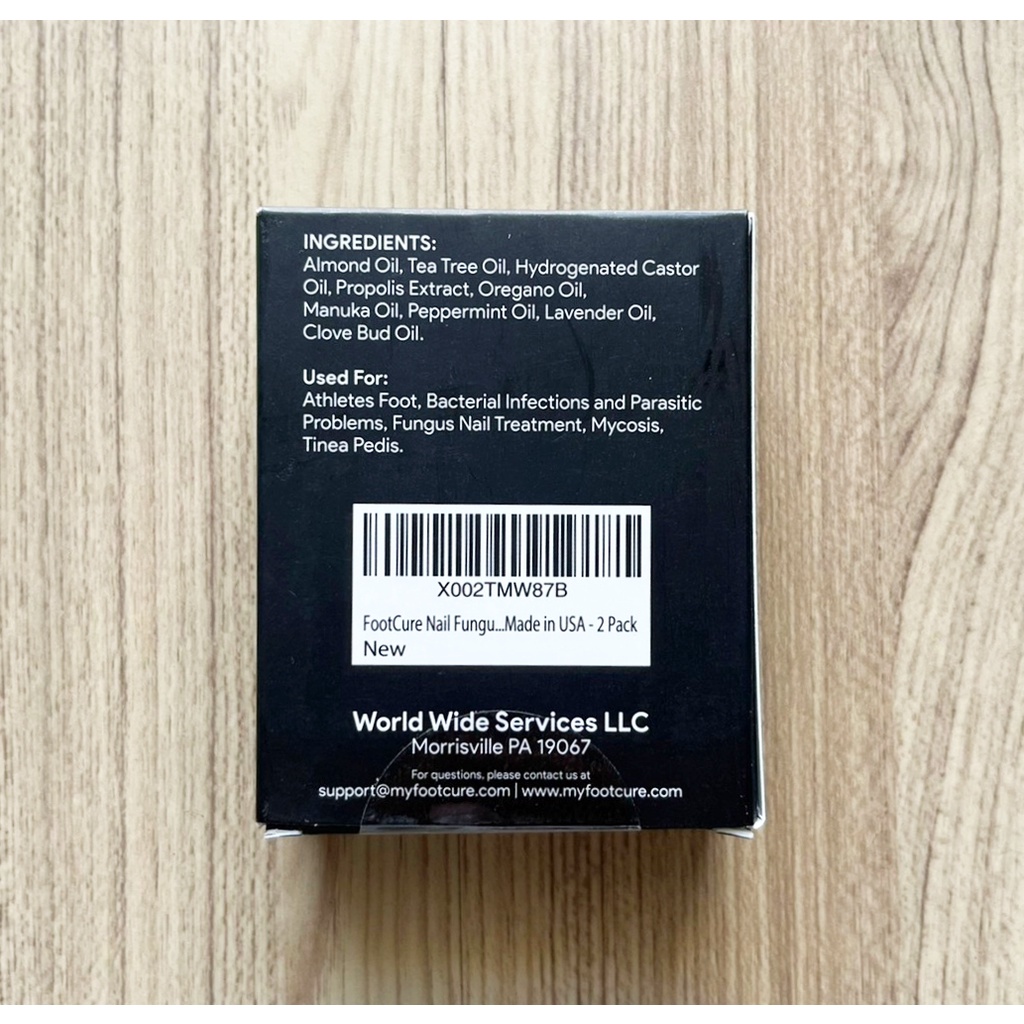 INGREDIENTS:
Almond Oil, Tea Tree Oil, Hydrogenated Castor
Oil, Propolis Extract, Oregano Oil,
Manuka Oil, Peppermint Oil, Lavender Oil,
Clove Bud Oil.
Used For:
Athletes Foot, Bacterial Infections and Parasitic
Problems, Fungus Nail Treatment, Mycosis,
Tinea Pedis.
X002TMW87B
FootCure Nail Fungu...Made in USA - 2 Pack
New
World Wide Services LLC
Morrisville PA 19067
For questions, please contact us at
support@myfootcure.com | www.myfootcure.com